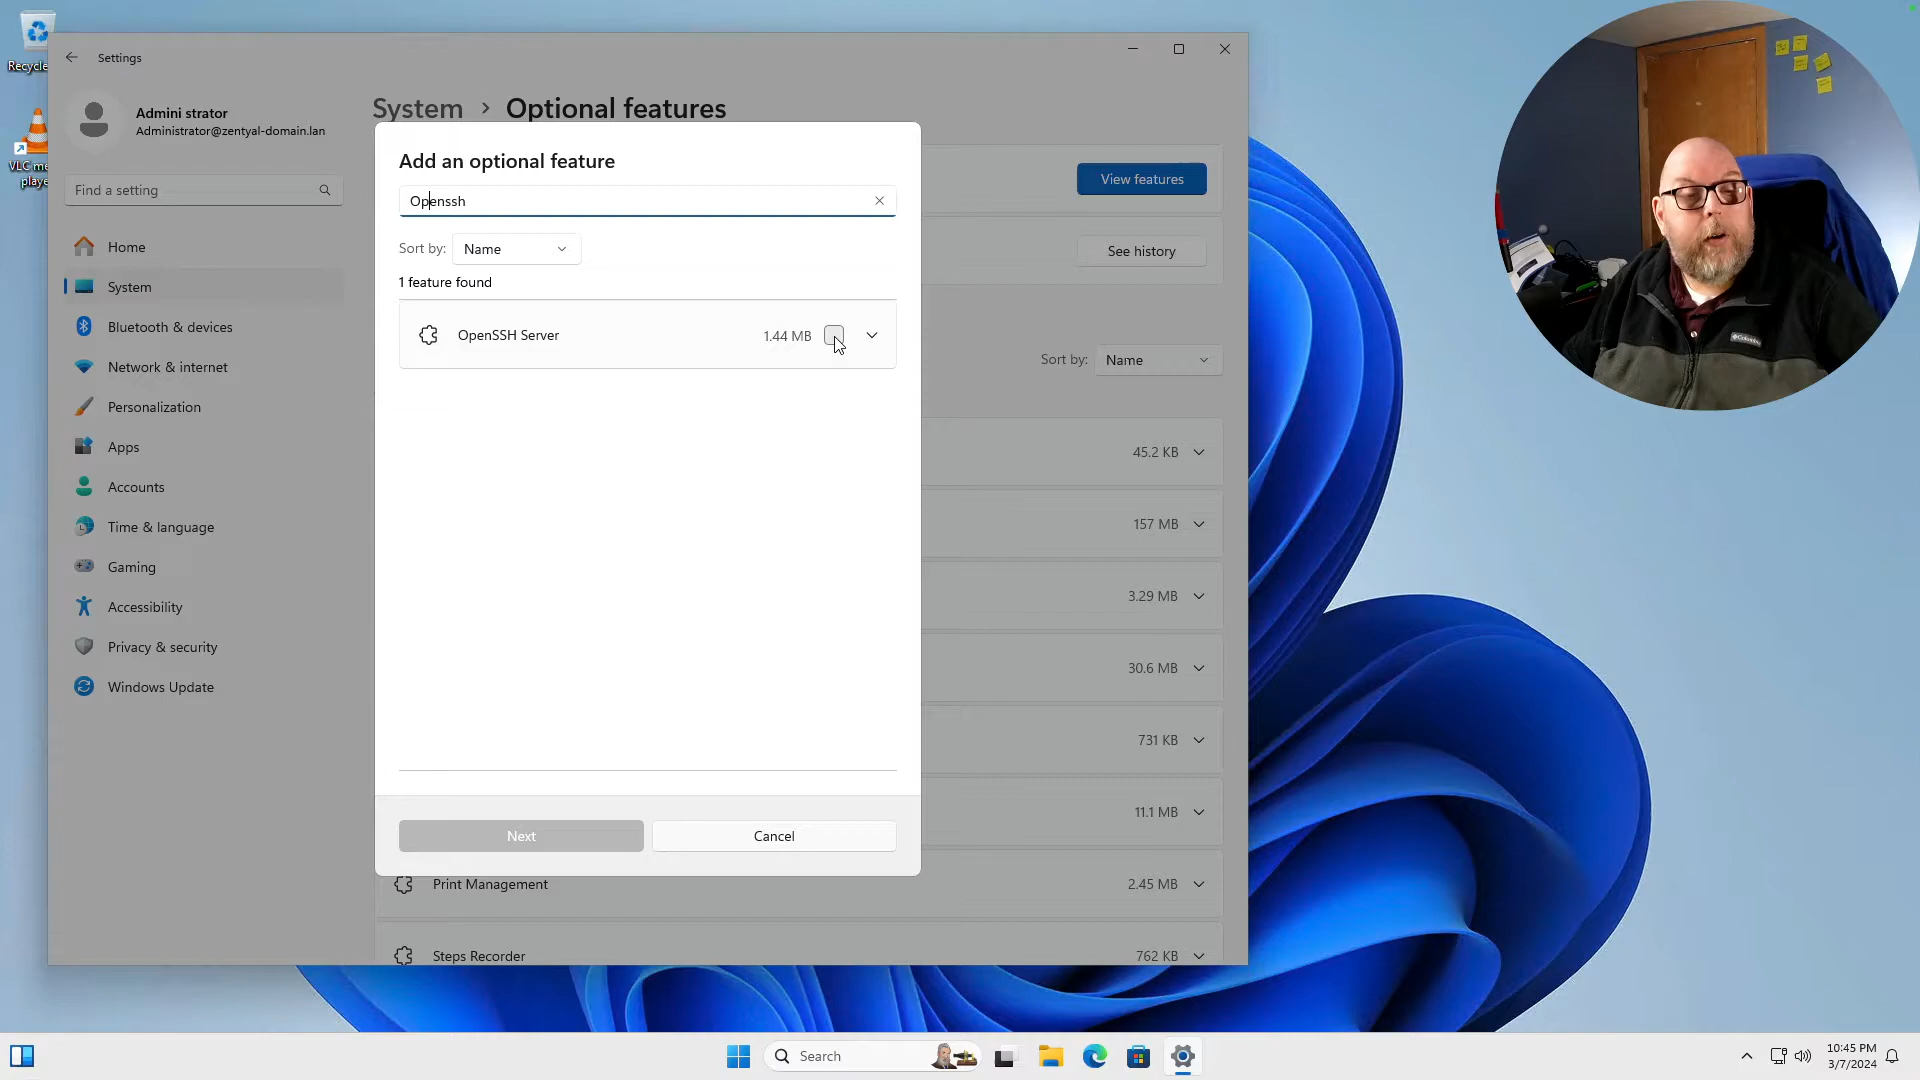 Recycle
VLC me
playe
Settings
Admini strator
Administrator@zentyal-domain.lan
Find a setting
Home
System
Bluetooth & devices
Network & internet
Personalization
Apps
Accounts
Time & language
Gaming
Accessibility
Privacy & security
Windows Update
System > Optional features
View features
See history
Sort by: Name
45.2 KB
157 MB
3.29 MB
30.6 MB
731 KB
11.1 MB
Print Management 2.45 MB
Steps Recorder 762 KB
Add an optional feature
Openssh
Sort by: Name
1 feature found
OpenSSH Server 1.44 MB
Next Cancel
Columbia
Search
10:45 PM
3/7/2024